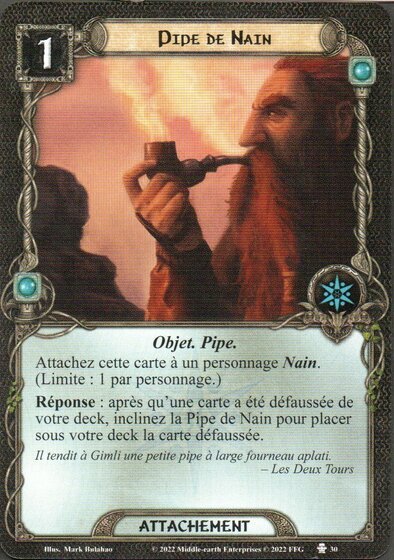 1
Pipe de Nain
Objet. Pipe.
Attachez cette carte à un personnage Nain.
(Limite : 1 par personnage.)
Réponse : après qu'une carte a été défaussée de
votre deck, inclinez la Pipe de Nain pour placer
sous votre deck la carte défaussée.
Il tendit à Gimli une petite pipe à large fourneau aplati.
– Les Deux Tours
ATTACHEMENT
Illus. Mark Bulahao © 2022 Middle-earth Enterprises © 2022 FFG 30